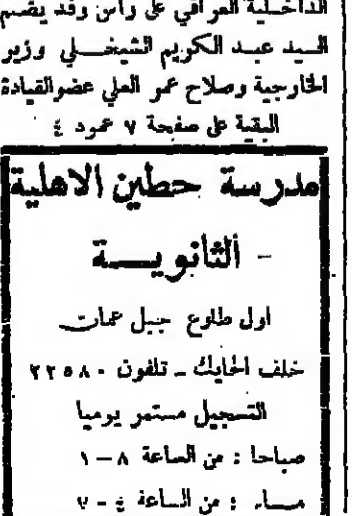 الداخلية العراقي على رأس وفد يضم
السيد عبد الكريم الشيخلي وزير
الخارجية وصلاح عمر العلي عضو القيادة
البقية على صفحة ٧ عمود ٤
مدرسة حطين الاهلية
الثانوية -
اول طلوع جبل عمان
خلف الحايك - تلفون ٢٢٥٨٠
التسجيل مستمر يوميا
صباحا : من الساعة ٨ - ١
مساء : من الساعة ٤ - ٧